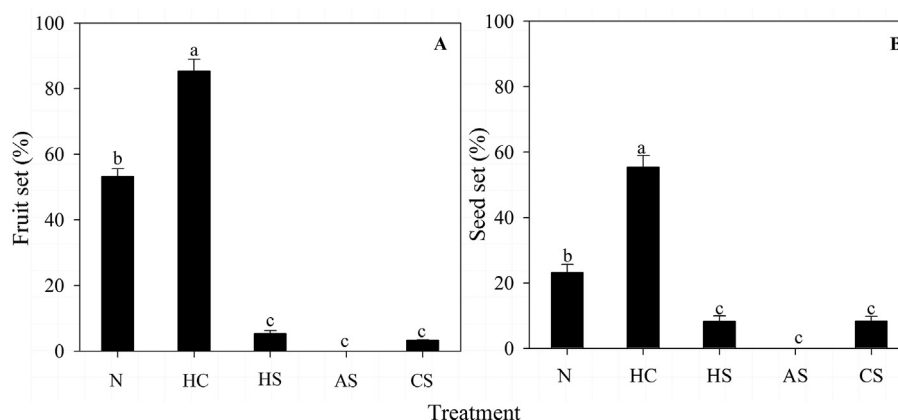 A
Fruit set (%)
100
80
60
40
20
0
b
a
c
c
c
N HC HS AS CS
B
Seed set (%)
100
80
60
40
20
0
b
a
c
c
c
N HC HS AS CS
Treatment